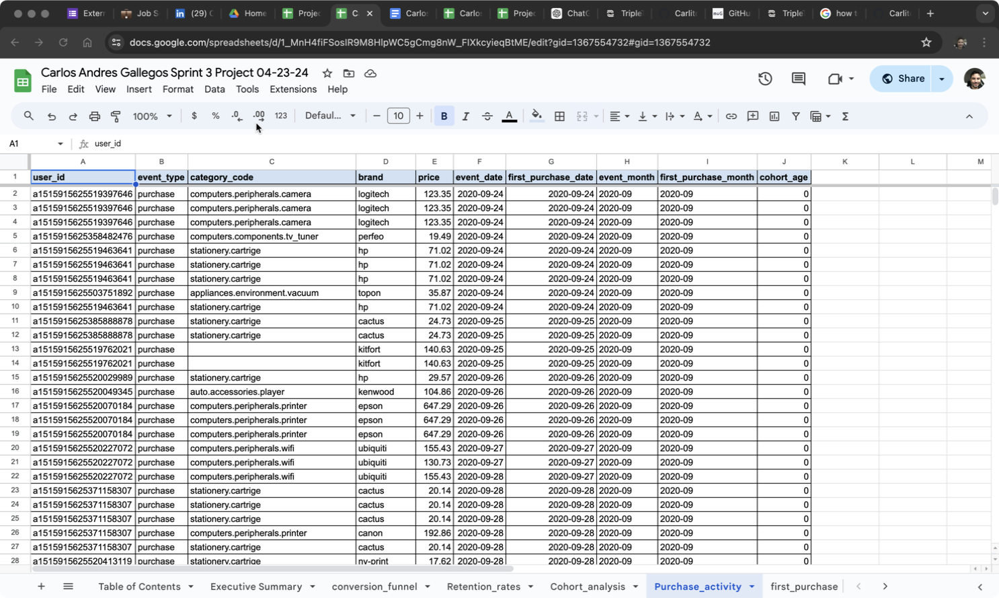 Extern Job S (29) Home Projec C Carlos Carlos Projec ChatG Triple Carlit GitHu Triple how t Carlit
docs.google.com/spreadsheets/d/1_MnH4fiFSosIR9M8HlpWC5gCmg8nW_FlXkcyieqBtME/edit?gid=1367554732#gid=1367554732
Carlos Andres Gallegos Sprint 3 Project 04-23-24
File Edit View Insert Format Data Tools Extensions Help
Share
100% $ % .0 .00 123 Defaul... 10 B I A
A1 fx user_id
A B C D E F G H I J K L M
1 user_id event_type category_code brand price event_date first_purchase_date event_month first_purchase_month cohort_age
2 a1515915625519397646 purchase computers.peripherals.camera logitech 123.35 2020-09-24 2020-09-24 2020-09 2020-09 0
3 a1515915625519397646 purchase computers.peripherals.camera logitech 123.35 2020-09-24 2020-09-24 2020-09 2020-09 0
4 a1515915625519397646 purchase computers.peripherals.camera logitech 123.35 2020-09-24 2020-09-24 2020-09 2020-09 0
5 a1515915625358482476 purchase computers.components.tv_tuner perfeo 19.49 2020-09-24 2020-09-24 2020-09 2020-09 0
6 a1515915625519463641 purchase stationery.cartrige hp 71.02 2020-09-24 2020-09-24 2020-09 2020-09 0
7 a1515915625519463641 purchase stationery.cartrige hp 71.02 2020-09-24 2020-09-24 2020-09 2020-09 0
8 a1515915625519463641 purchase stationery.cartrige hp 71.02 2020-09-24 2020-09-24 2020-09 2020-09 0
9 a1515915625503751892 purchase appliances.environment.vacuum topon 35.87 2020-09-24 2020-09-24 2020-09 2020-09 0
10 a1515915625519463641 purchase stationery.cartrige hp 71.02 2020-09-24 2020-09-24 2020-09 2020-09 0
11 a1515915625385888878 purchase stationery.cartrige cactus 24.73 2020-09-25 2020-09-25 2020-09 2020-09 0
12 a1515915625385888878 purchase stationery.cartrige cactus 24.73 2020-09-25 2020-09-25 2020-09 2020-09 0
13 a1515915625519762021 purchase kitfort 140.63 2020-09-25 2020-09-25 2020-09 2020-09 0
14 a1515915625519762021 purchase kitfort 140.63 2020-09-25 2020-09-25 2020-09 2020-09 0
15 a1515915625520029989 purchase stationery.cartrige hp 29.57 2020-09-26 2020-09-26 2020-09 2020-09 0
16 a1515915625520049345 purchase auto.accessories.player kenwood 104.86 2020-09-26 2020-09-26 2020-09 2020-09 0
17 a1515915625520070184 purchase computers.peripherals.printer epson 647.29 2020-09-26 2020-09-26 2020-09 2020-09 0
18 a1515915625520070184 purchase computers.peripherals.printer epson 647.29 2020-09-26 2020-09-26 2020-09 2020-09 0
19 a1515915625520070184 purchase computers.peripherals.printer epson 647.29 2020-09-26 2020-09-26 2020-09 2020-09 0
20 a1515915625520227072 purchase computers.peripherals.wifi ubiquiti 155.43 2020-09-27 2020-09-27 2020-09 2020-09 0
21 a1515915625520227072 purchase computers.peripherals.wifi ubiquiti 130.73 2020-09-27 2020-09-27 2020-09 2020-09 0
22 a1515915625520227072 purchase computers.peripherals.wifi ubiquiti 155.43 2020-09-28 2020-09-27 2020-09 2020-09 0
23 a1515915625371158307 purchase stationery.cartrige cactus 20.14 2020-09-28 2020-09-28 2020-09 2020-09 0
24 a1515915625371158307 purchase stationery.cartrige cactus 20.14 2020-09-28 2020-09-28 2020-09 2020-09 0
25 a1515915625371158307 purchase stationery.cartrige cactus 20.14 2020-09-28 2020-09-28 2020-09 2020-09 0
26 a1515915625371158307 purchase computers.peripherals.printer canon 192.86 2020-09-28 2020-09-28 2020-09 2020-09 0
27 a1515915625371158307 purchase stationery.cartrige cactus 20.14 2020-09-28 2020-09-28 2020-09 2020-09 0
28 a1515915625520413119 purchase stationery.cartrige nv-print 17.62 2020-09-28 2020-09-28 2020-09 2020-09 0
Table of Contents Executive Summary conversion_funnel Retention_rates Cohort_analysis Purchase_activity first_purchase